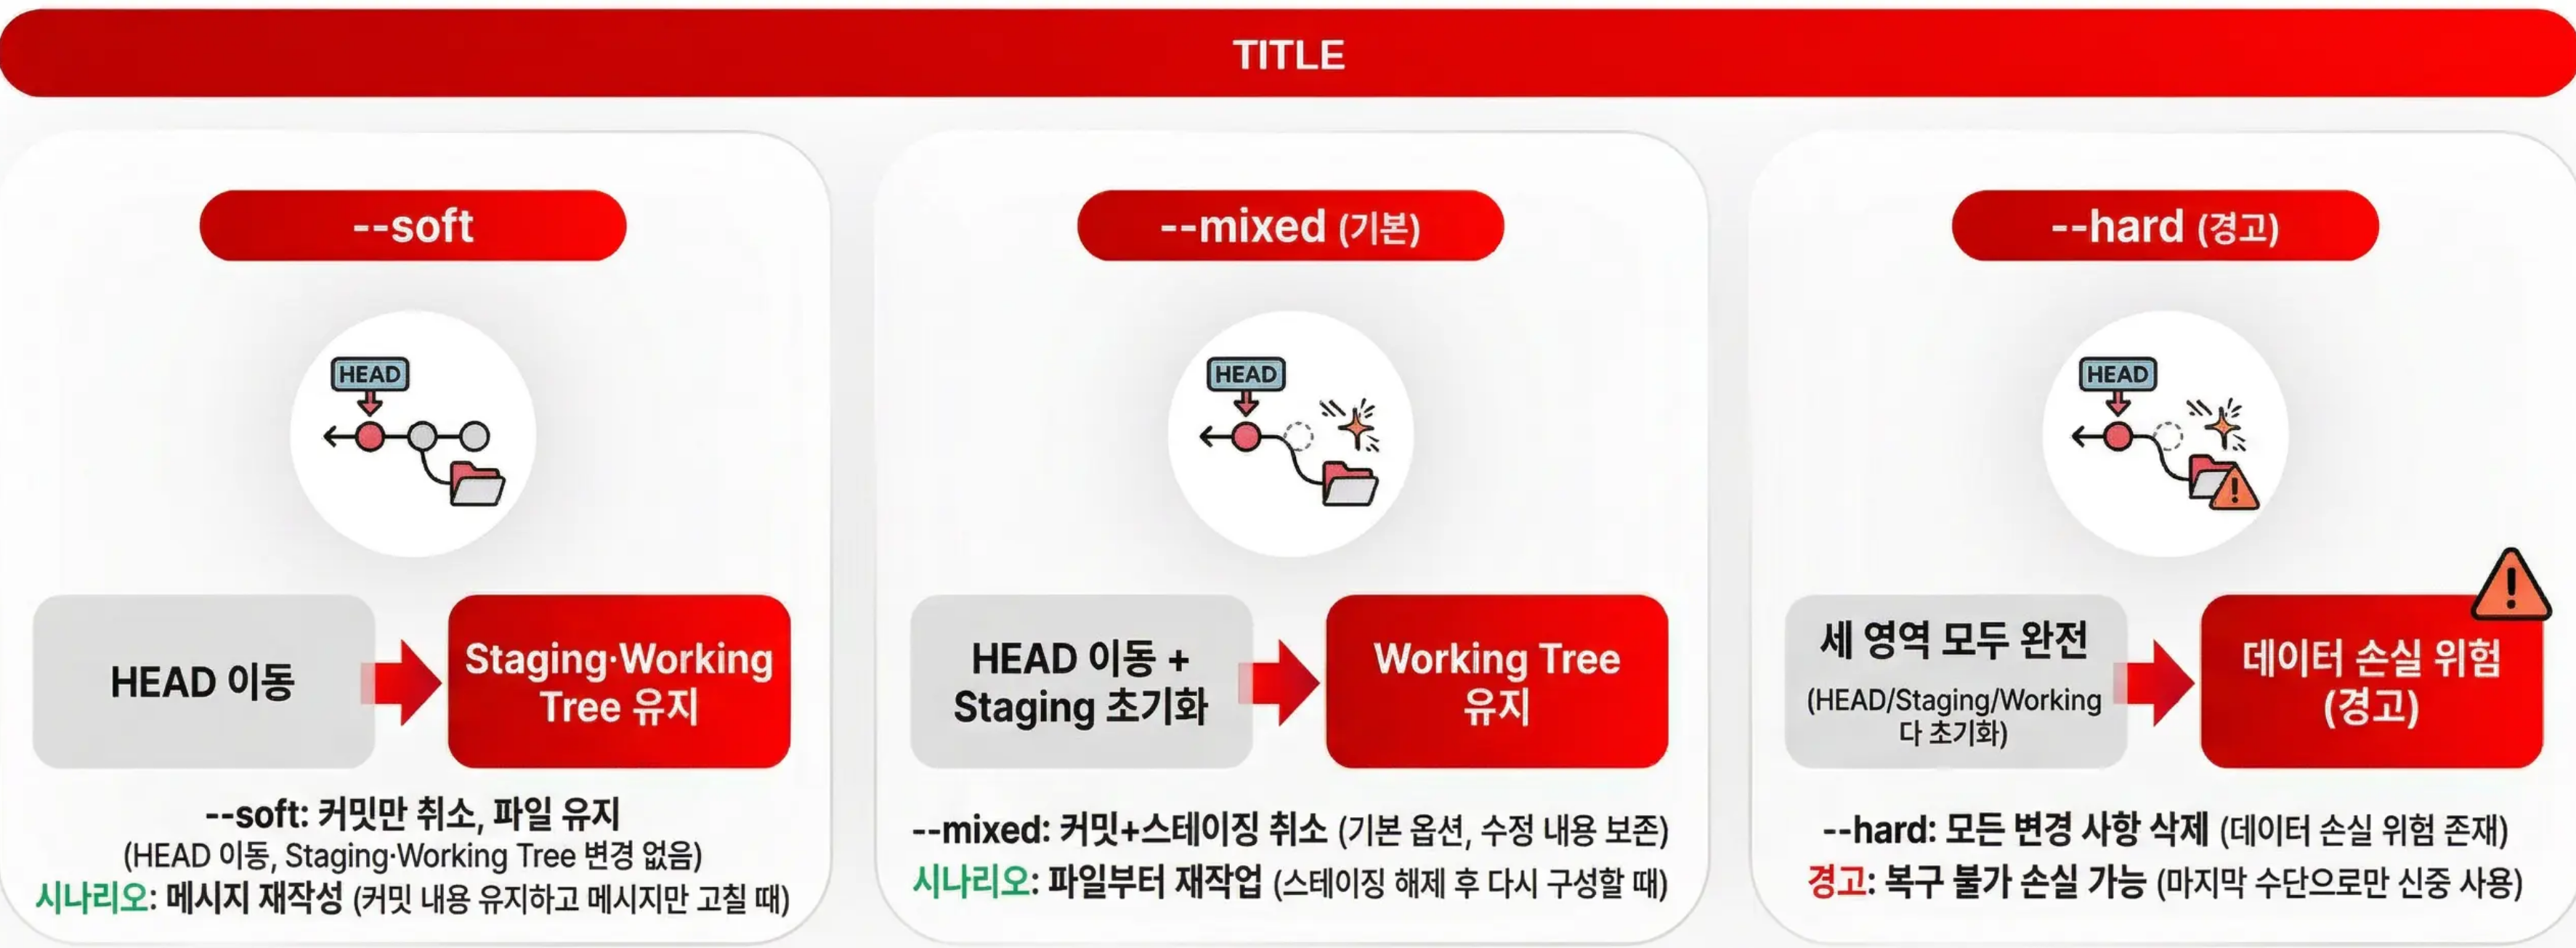 TITLE
--soft
HEAD
HEAD 이동
Staging·Working
Tree 유지
--soft: 커밋만 취소, 파일 유지
(HEAD 이동, Staging·Working Tree 변경 없음)
시나리오: 메시지 재작성 (커밋 내용 유지하고 메시지만 고칠 때)
--mixed (기본)
HEAD
HEAD 이동 +
Staging 초기화
Working Tree
유지
--mixed: 커밋+스테이징 취소 (기본 옵션, 수정 내용 보존)
시나리오: 파일부터 재작업 (스테이징 해제 후 다시 구성할 때)
--hard (경고)
HEAD
세 영역 모두 완전
(HEAD/Staging/Working
다 초기화)
데이터 손실 위험
(경고)
--hard: 모든 변경 사항 삭제 (데이터 손실 위험 존재)
경고: 복구 불가 손실 가능 (마지막 수단으로만 신중 사용)